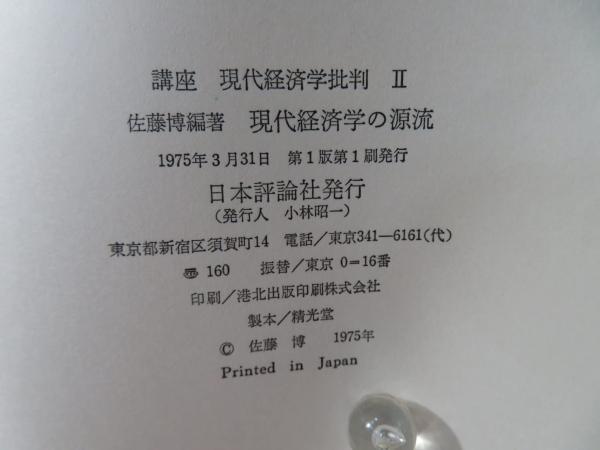 講座 現代経済学批判 Ⅱ
佐藤博編著 現代経済学の源流
1975年3月31日 第1版第1刷発行
日本評論社発行
(発行人 小林昭一)
東京都新宿区須賀町14 電話/東京341―6161(代)
〠 160 振替/東京 0=16番
印刷/港北出版印刷株式会社
製本/精光堂
© 佐藤 博 1975年
Printed in Japan